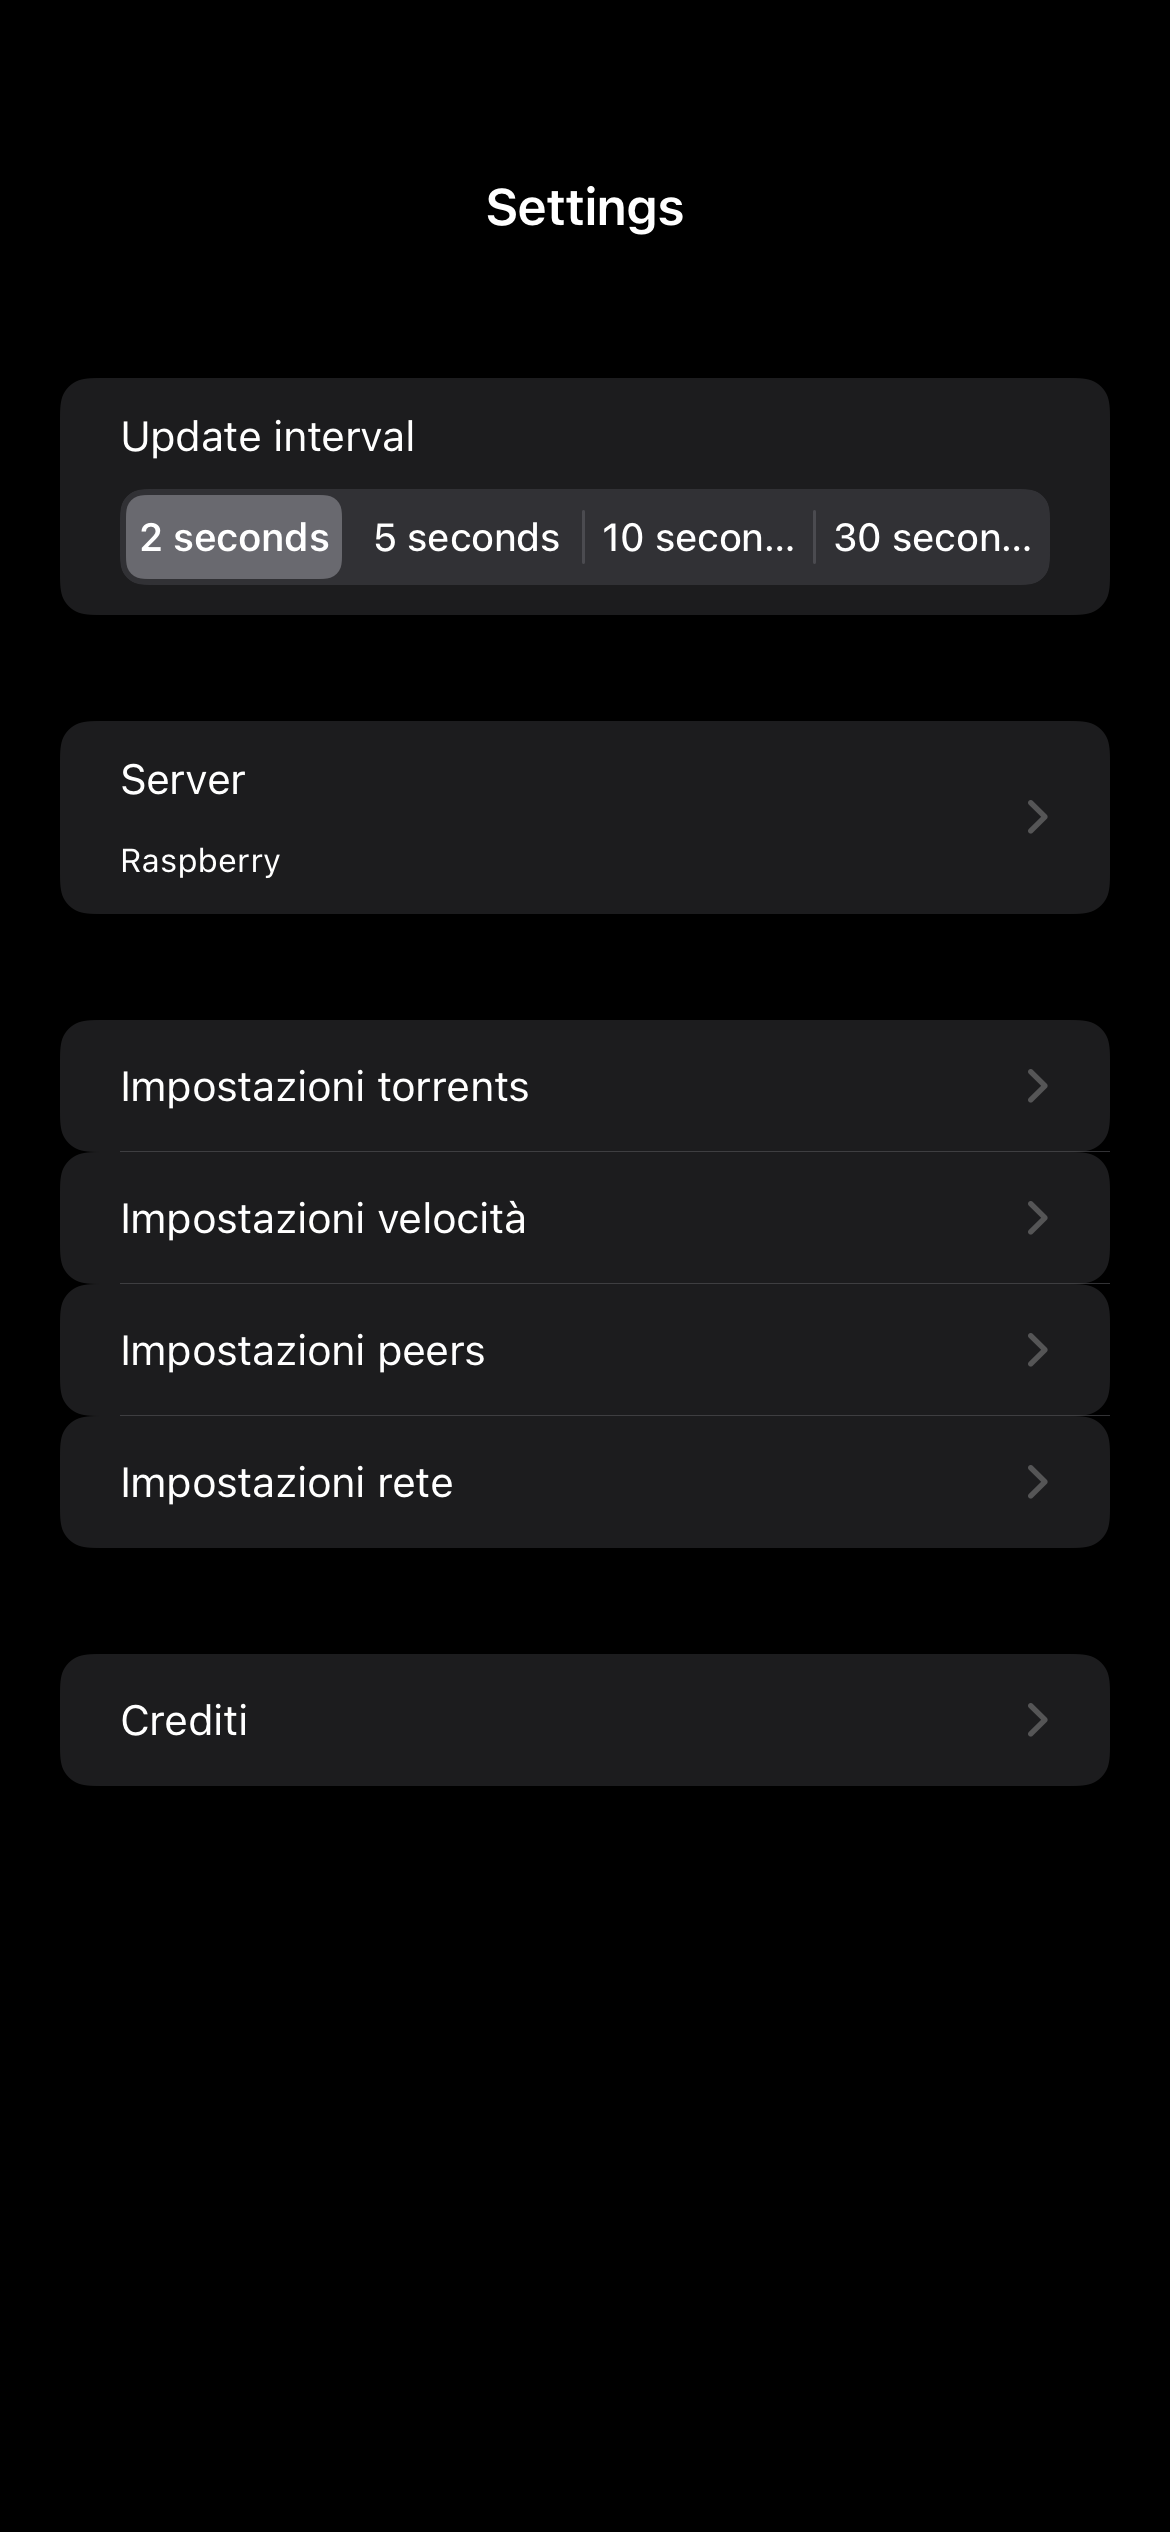 Settings
Update interval
2 seconds 5 seconds 10 secon... 30 secon...
Server
Raspberry
Impostazioni torrents
Impostazioni velocità
Impostazioni peers
Impostazioni rete
Crediti